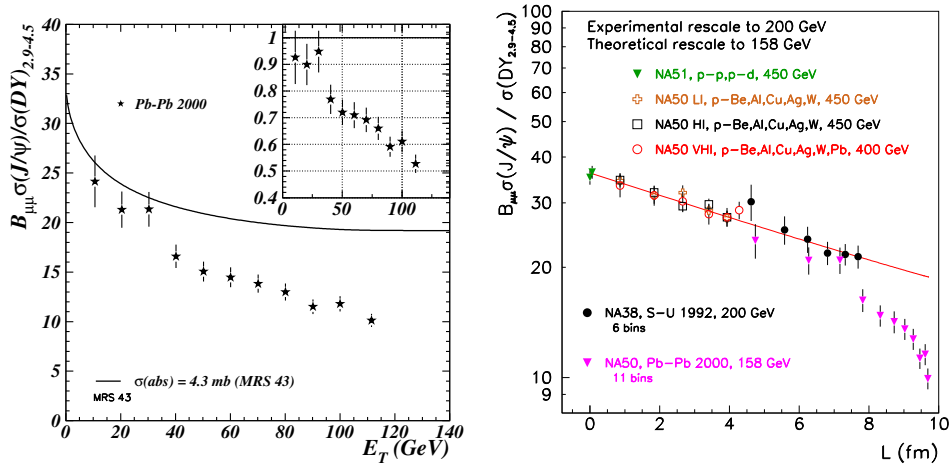 B_μμ σ(J/ψ)/σ(DY)_2.9-4.5
40
35
30
25
20
15
10
5
0
★ Pb-Pb 2000
1
0.9
0.8
0.7
0.6
0.5
0.4
0 50 100
— σ(abs) = 4.3 mb (MRS 43)
MRS 43
0 20 40 60 80 100 120 140
E_T (GeV)
B_μμ σ(J/ψ) / σ(DY_2.9-4.5)
100
90
80
70
60
50
40
30
20
10
9
8
Experimental rescale to 200 GeV
Theoretical rescale to 158 GeV
NA51, p-p,p-d, 450 GeV
NA50 LI, p-Be,Al,Cu,Ag,W, 450 GeV
NA50 HI, p-Be,Al,Cu,Ag,W, 450 GeV
NA50 VHI, p-Be,Al,Cu,Ag,W,Pb, 400 GeV
NA38, S-U 1992, 200 GeV
6 bins
NA50, Pb-Pb 2000, 158 GeV
11 bins
0 2 4 6 8 10
L (fm)